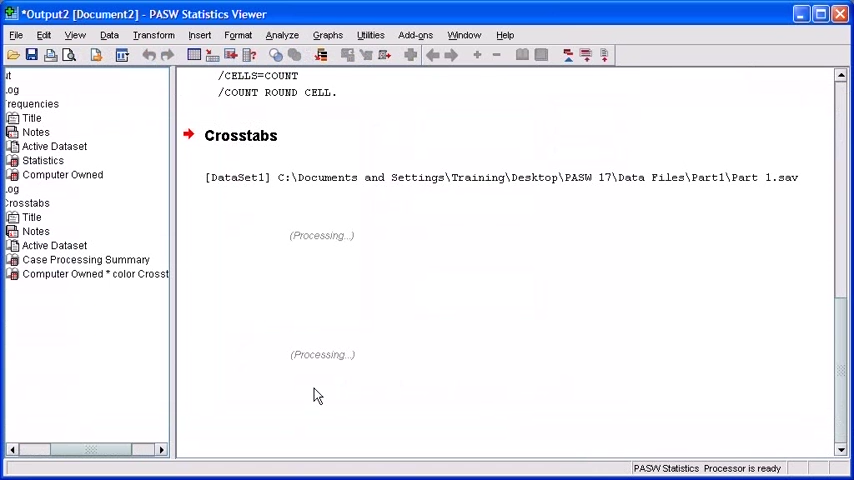 *Output2 [Document2] - PASW Statistics Viewer
File Edit View Data Transform Insert Format Analyze Graphs Utilities Add-ons Window Help
ut
Log
Frequencies
Title
Notes
Active Dataset
Statistics
Computer Owned
Log
Crosstabs
Title
Notes
Active Dataset
Case Processing Summary
Computer Owned * color Crosst
/CELLS=COUNT
/COUNT ROUND CELL.
Crosstabs
[DataSet1] C:\Documents and Settings\Training\Desktop\PASW 17\Data Files\Part1\Part 1.sav
(Processing...)
(Processing...)
PASW Statistics Processor is ready